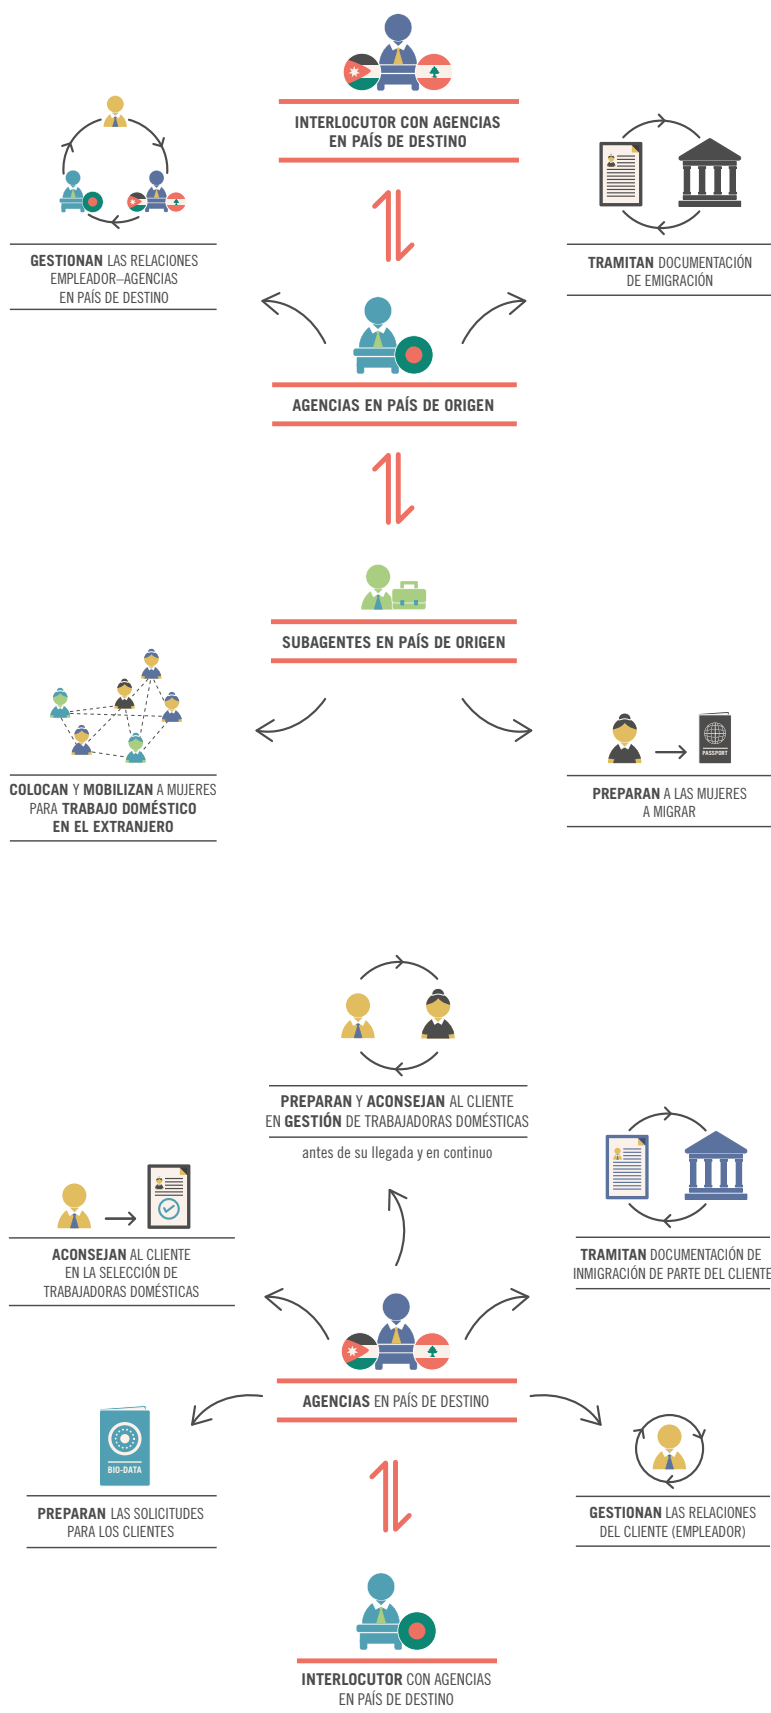 INTERLOCUTOR CON AGENCIAS
EN PAÍS DE DESTINO
GESTIONAN LAS RELACIONES
EMPLEADOR–AGENCIAS
EN PAÍS DE DESTINO
TRAMITAN DOCUMENTACIÓN
DE EMIGRACIÓN
AGENCIAS EN PAÍS DE ORIGEN
SUBAGENTES EN PAÍS DE ORIGEN
COLOCAN Y MOBILIZAN A MUJERES
PARA TRABAJO DOMÉSTICO
EN EL EXTRANJERO
PASSPORT
PREPARAN A LAS MUJERES
A MIGRAR
PREPARAN Y ACONSEJAN AL CLIENTE
EN GESTIÓN DE TRABAJADORAS DOMÉSTICAS
antes de su llegada y en continuo
ACONSEJAN AL CLIENTE
EN LA SELECCIÓN DE
TRABAJADORAS DOMÉSTICAS
TRAMITAN DOCUMENTACIÓN DE
INMIGRACIÓN DE PARTE DEL CLIENTE
AGENCIAS EN PAÍS DE DESTINO
BIO-DATA
PREPARAN LAS SOLICITUDES
PARA LOS CLIENTES
GESTIONAN LAS RELACIONES
DEL CLIENTE (EMPLEADOR)
INTERLOCUTOR CON AGENCIAS
EN PAÍS DE DESTINO